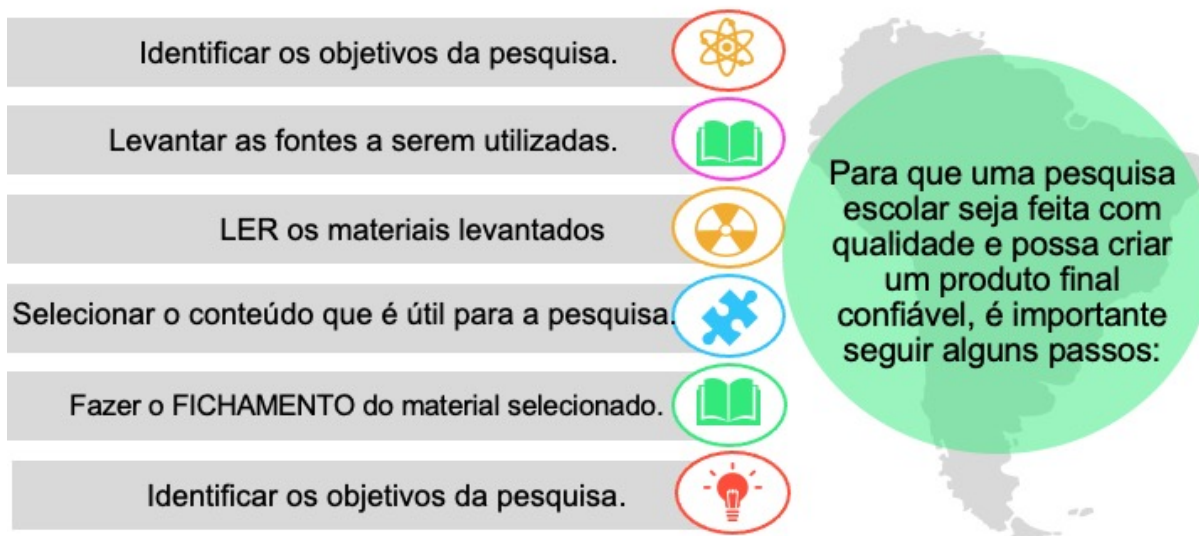 Identificar os objetivos da pesquisa.
Levantar as fontes a serem utilizadas.
LER os materiais levantados
Selecionar o conteúdo que é útil para a pesquisa.
Fazer o FICHAMENTO do material selecionado.
Identificar os objetivos da pesquisa.
Para que uma pesquisa
escolar seja feita com
qualidade e possa criar
um produto final
confiável, é importante
seguir alguns passos: